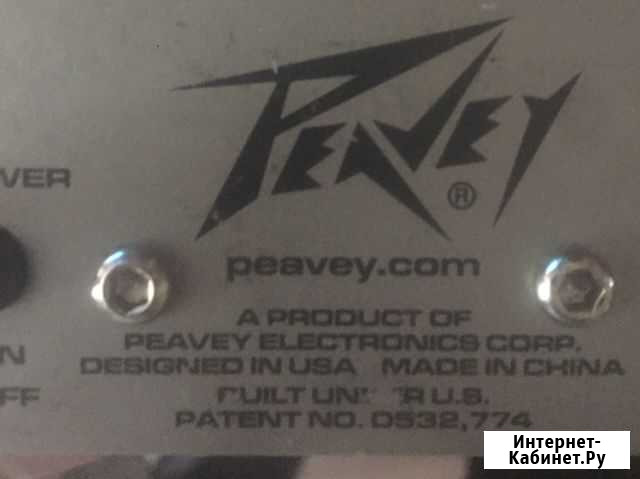 PEAVEY®
VER
peavey.com
A PRODUCT OF
PEAVEY ELECTRONICS CORP.
N
DESIGNED IN USA MADE IN CHINA
FF
U.S.
PATENT NO. D532,774
Интернет-
Кабинет.Ру